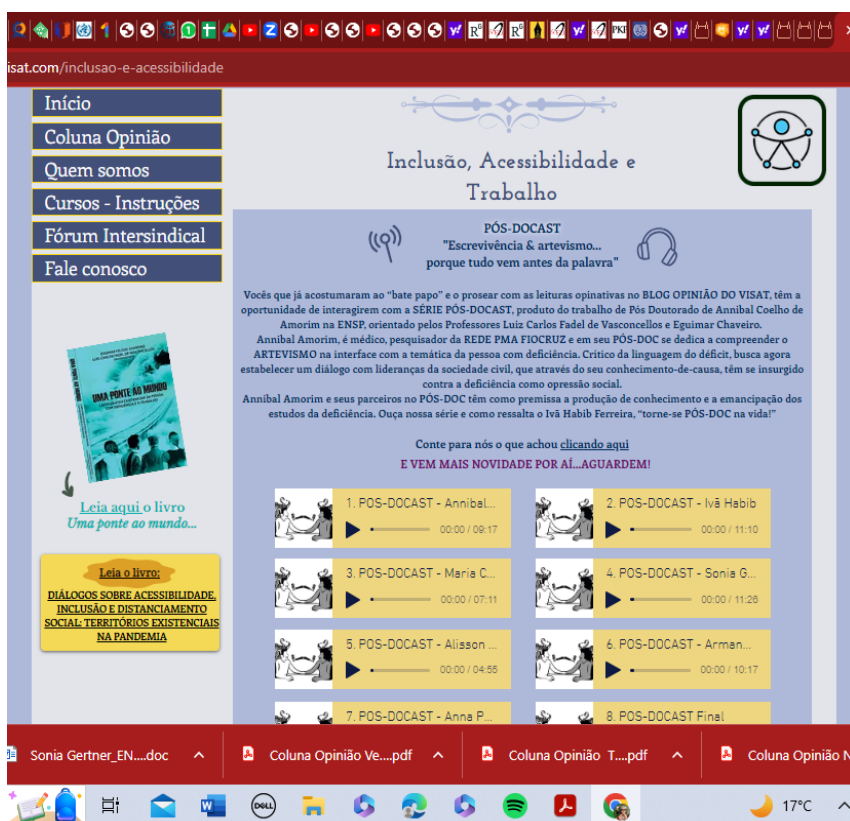 isat.com/inclusao-e-acessibilidade
Início
Coluna Opinião
Quem somos
Cursos - Instruções
Fórum Intersindical
Fale conosco
UMA PONTE AO MUNDO
Leia aqui o livro
Uma ponte ao mundo...
Leia o livro:
DIÁLOGOS SOBRE ACESSIBILIDADE,
INCLUSÃO E DISTANCIAMENTO
SOCIAL: TERRITÓRIOS EXISTENCIAIS
NA PANDEMIA
Inclusão, Acessibilidade e
Trabalho
PÓS-DOCAST
"Escrevivência & artevismo...
porque tudo vem antes da palavra"
Vocês que já acostumaram ao “bate papo” e o prosear com as leituras opinativas no BLOG OPINIÃO DO VISAT, têm a
oportunidade de interagirem com a SÉRIE PÓS-DOCAST, produto do trabalho de Pós Doutorado de Annibal Coelho de
Amorim na ENSP, orientado pelos Professores Luiz Carlos Fadel de Vasconcellos e Eguimar Chaveiro.
Annibal Amorim, é médico, pesquisador da REDE PMA FIOCRUZ e em seu PÓS-DOC se dedica a compreender o
ARTEVISMO na interface com a temática da pessoa com deficiência. Crítico da linguagem do déficit, busca agora
estabelecer um diálogo com lideranças da sociedade civil, que através do seu conhecimento-de-causa, têm se insurgido
contra a deficiência como opressão social.
Annibal Amorim e seus parceiros no PÓS-DOC têm como premissa a produção de conhecimento e a emancipação dos
estudos da deficiência. Ouça nossa série e como ressalta o Ivã Habib Ferreira, “torne-se PÓS-DOC na vida!”
Conte para nós o que achou clicando aqui
E VEM MAIS NOVIDADE POR AÍ...AGUARDEM!
1. POS-DOCAST - Annibal...
00:00 / 09:17
2. POS-DOCAST - Ivã Habib
00:00 / 11:10
3. POS-DOCAST - Maria C...
00:00 / 07:11
4. POS-DOCAST - Sonia G...
00:00 / 11:26
5. POS-DOCAST - Alisson ...
00:00 / 04:55
6. POS-DOCAST - Arman...
00:00 / 10:17
7. POS-DOCAST - Anna P...
8. POS-DOCAST Final
Sonia Gertner_EN....doc
Coluna Opinião Ve....pdf
Coluna Opinião T....pdf
Coluna Opinião N
DELL
17°C